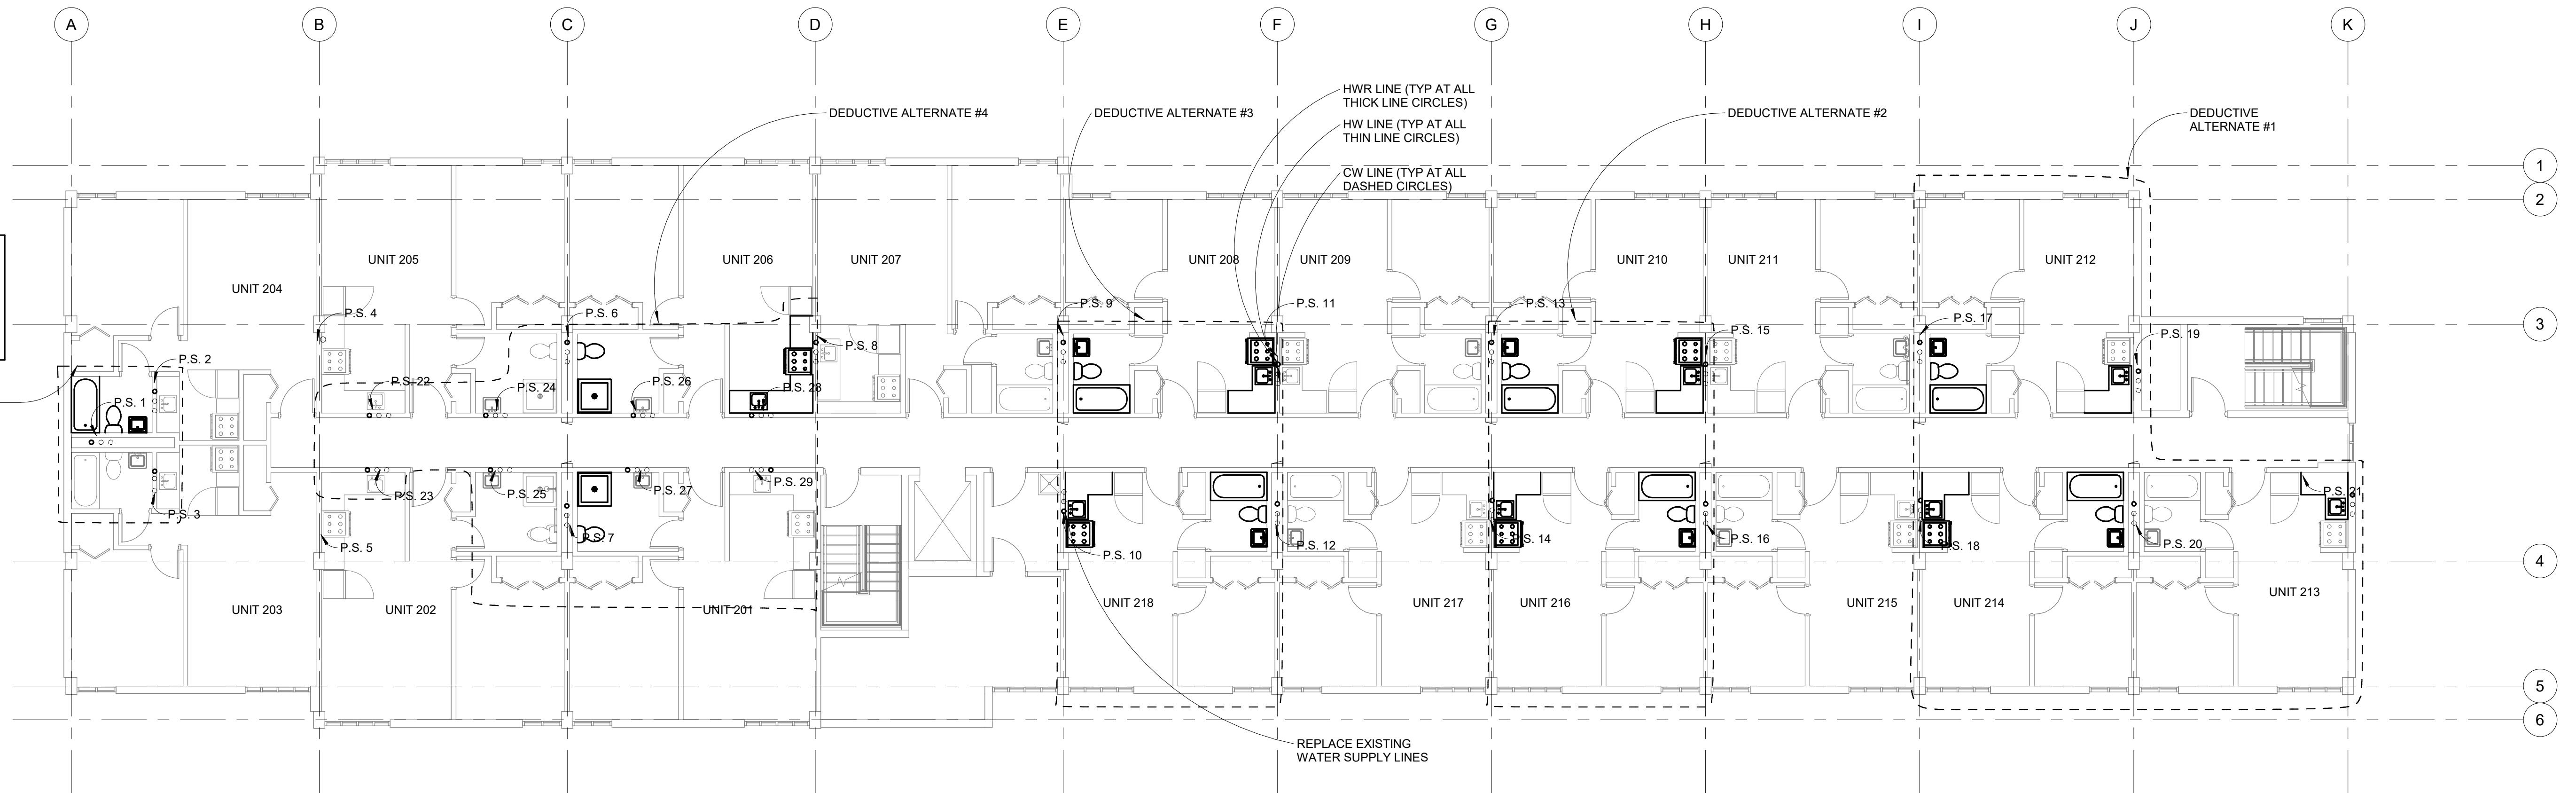 A
B
C
D
E
F
G
H
I
J
K
HWR LINE (TYP AT ALL
THICK LINE CIRCLES)
DEDUCTIVE ALTERNATE #4
DEDUCTIVE ALTERNATE #3
HW LINE (TYP AT ALL
THIN LINE CIRCLES)
DEDUCTIVE ALTERNATE #2
DEDUCTIVE
ALTERNATE #1
CW LINE (TYP AT ALL
DASHED CIRCLES)
1
2
UNIT 204
UNIT 205
UNIT 206
UNIT 207
UNIT 208
UNIT 209
UNIT 210
UNIT 211
UNIT 212
P.S. 4
P.S. 6
P.S. 9
P.S. 11
P.S. 13
P.S. 15
P.S. 17
P.S. 19
3
P.S. 8
P.S. 2
P.S. 1
P.S. 22
P.S. 24
P.S. 26
P.S. 28
P.S. 3
P.S. 23
P.S. 25
P.S. 27
P.S. 29
P.S. 21
P.S. 5
P.S. 7
P.S. 10
P.S. 12
P.S. 14
P.S. 16
P.S. 18
P.S. 20
4
UNIT 203
UNIT 202
UNIT 201
UNIT 218
UNIT 217
UNIT 216
UNIT 215
UNIT 214
UNIT 213
5
6
REPLACE EXISTING
WATER SUPPLY LINES